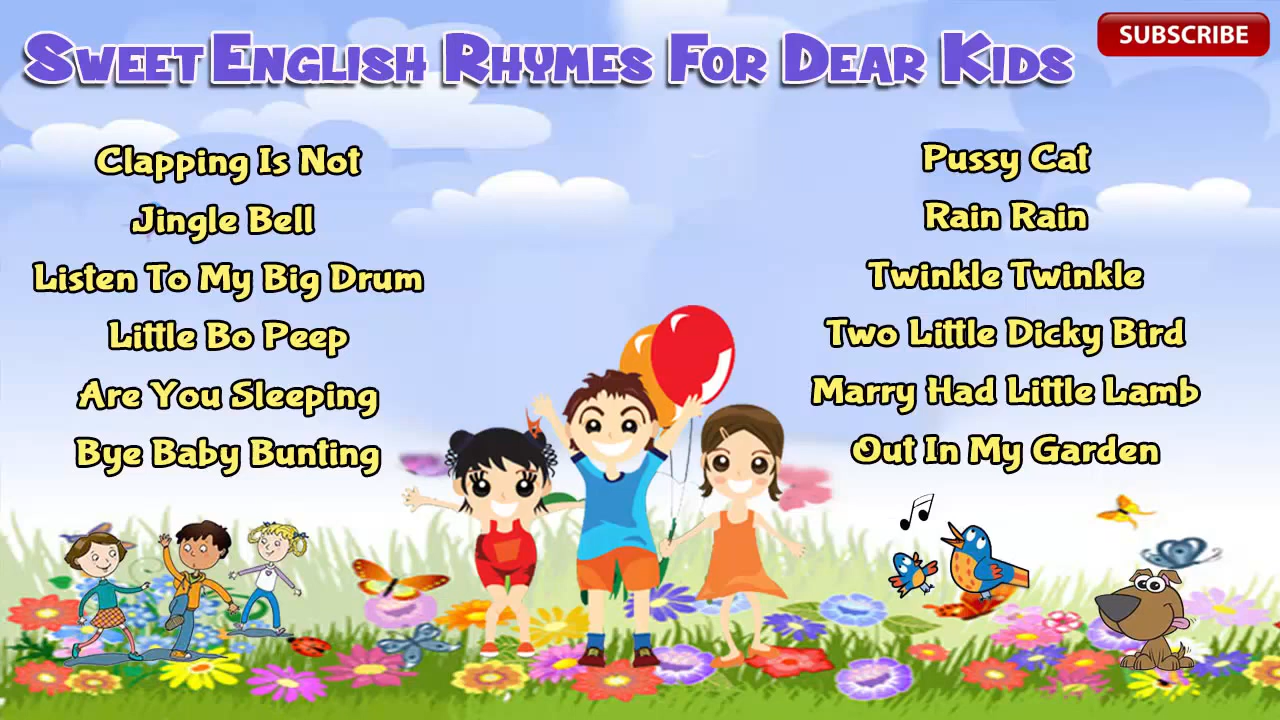 Sweet English Rhymes For Dear Kids
SUBSCRIBE
Clapping Is Not
Jingle Bell
Listen To My Big Drum
Little Bo Peep
Are You Sleeping
Bye Baby Bunting
Pussy Cat
Rain Rain
Twinkle Twinkle
Two Little Dicky Bird
Marry Had Little Lamb
Out In My Garden